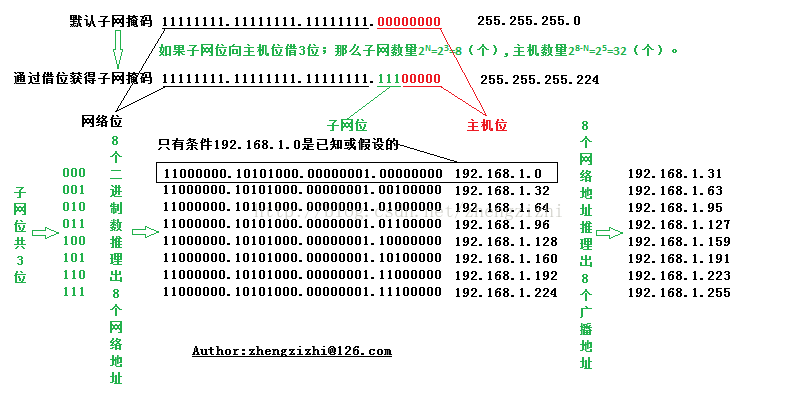 默认子网掩码 11111111.11111111.11111111.00000000 255.255.255.0
如果子网位向主机位借3位；那么子网数里2N=23=8（个）,主机数里28-N=25=32（个）。
通过借位获得子网掩码 11111111.11111111.11111111.11100000 255.255.255.224
网络位
子网位
主机位
只有条件192.168.1.0是已知或假设的
子网位共3位
000
001
010
011
100
101
110
111
8个二进制数推理出8个网络地址
11000000.10101000.00000001.00000000 192.168.1.0
11000000.10101000.00000001.00100000 192.168.1.32
11000000.10101000.00000001.01000000 192.168.1.64
11000000.10101000.00000001.01100000 192.168.1.96
11000000.10101000.00000001.10000000 192.168.1.128
11000000.10101000.00000001.10100000 192.168.1.160
11000000.10101000.00000001.11000000 192.168.1.192
11000000.10101000.00000001.11100000 192.168.1.224
http://blog.csdn.net/zhengzizhi
8个网络地址推理出8个广播地址
192.168.1.31
192.168.1.63
192.168.1.95
192.168.1.127
192.168.1.159
192.168.1.191
192.168.1.223
192.168.1.255
Author:zhengzizhi@126.com